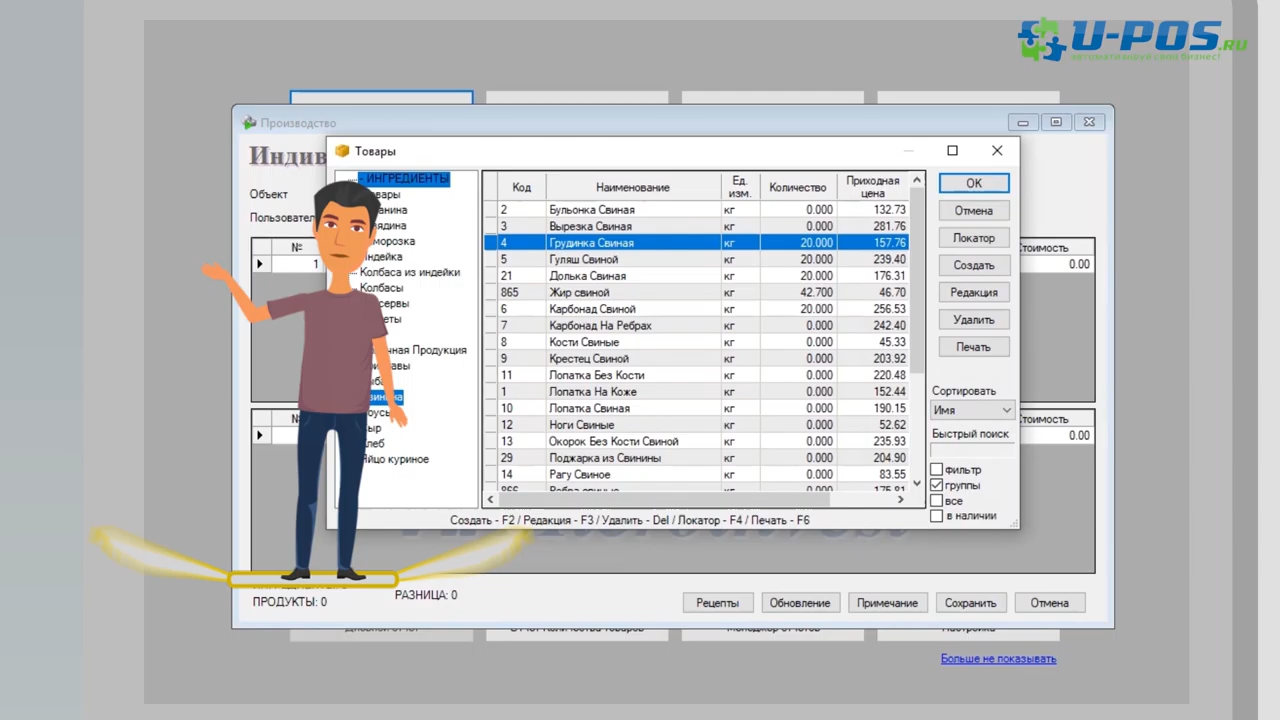 U-POS.RU
автоматизируй свой бизнес!
Производство
Товары
Объект
ИНГРЕДИЕНТЫ
Колбаса из индейки
Колбасы
Яйцо куриное
№
1
Стоимость
0.00
Код Наименование Ед. изм. Количество Приходная цена
2 Бульонка Свиная кг 0.000 132.73
3 Вырезка Свиная кг 0.000 281.76
4 Грудинка Свиная кг 20.000 157.76
5 Гуляш Свиной кг 20.000 239.40
21 Долька Свиная кг 20.000 176.31
865 Жир свиной кг 42.700 46.70
6 Карбонад Свиной кг 20.000 256.53
7 Карбонад На Ребрах кг 0.000 242.40
8 Кости Свиные кг 0.000 45.33
9 Крестец Свиной кг 0.000 203.92
11 Лопатка Без Кости кг 0.000 220.48
1 Лопатка На Коже кг 0.000 152.44
10 Лопатка Свиная кг 0.000 190.15
12 Ноги Свиные кг 0.000 52.62
13 Окорок Без Кости Свиной кг 0.000 235.93
29 Поджарка из Свинины кг 0.000 204.90
14 Рагу Свиное кг 0.000 83.55
OK
Отмена
Локатор
Создать
Редакция
Удалить
Печать
Сортировать
Имя
Быстрый поиск
фильтр
группы
все
в наличии
Стоимость
0.00
Создать - F2 / Редакция - F3 / Удалить - Del / Локатор - F4 / Печать - F6
ПРОДУКТЫ: 0
РАЗНИЦА: 0
Рецепты Обновление Примечание Сохранить Отмена
Больше не показывать